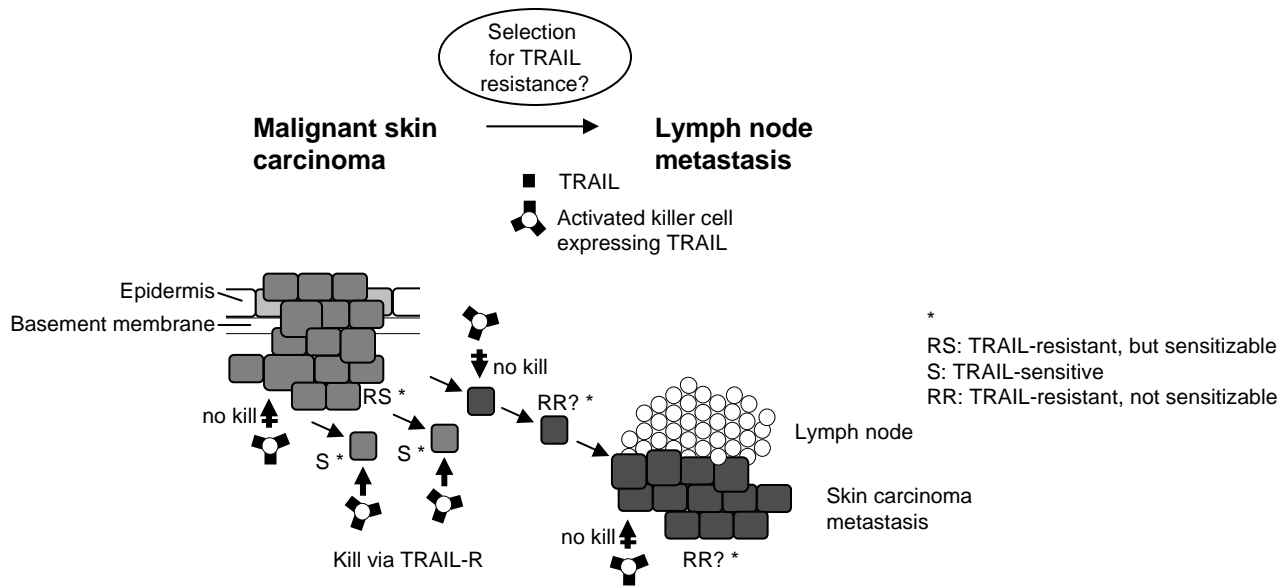 Selection
for TRAIL
resistance?
Malignant skin
carcinoma
Lymph node
metastasis
TRAIL
Activated killer cell
expressing TRAIL
Epidermis
Basement membrane
*
RS: TRAIL-resistant, but sensitizable
S: TRAIL-sensitive
RR: TRAIL-resistant, not sensitizable
no kill
RS *
RR? *
no kill
S *
S *
Lymph node
Skin carcinoma
metastasis
no kill
RR? *
Kill via TRAIL-R